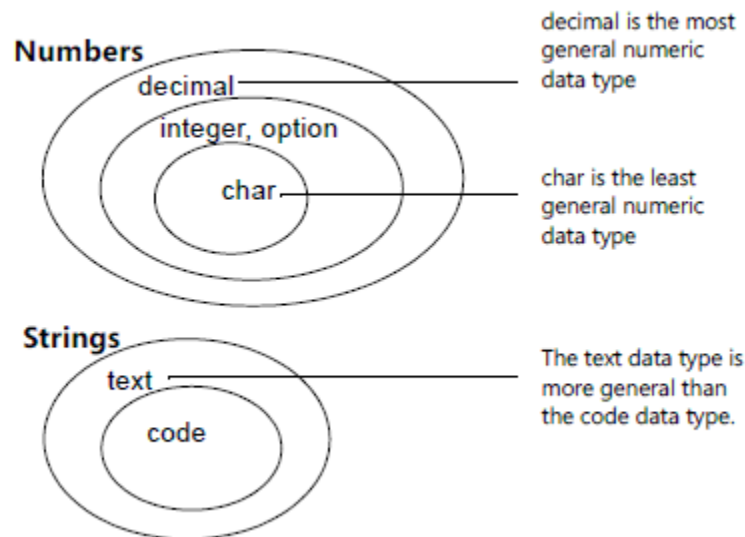 decimal is the most
general numeric
data type
Numbers
decimal
integer, option
char
char is the least
general numeric
data type
Strings
text
code
The text data type is
more general than
the code data type.